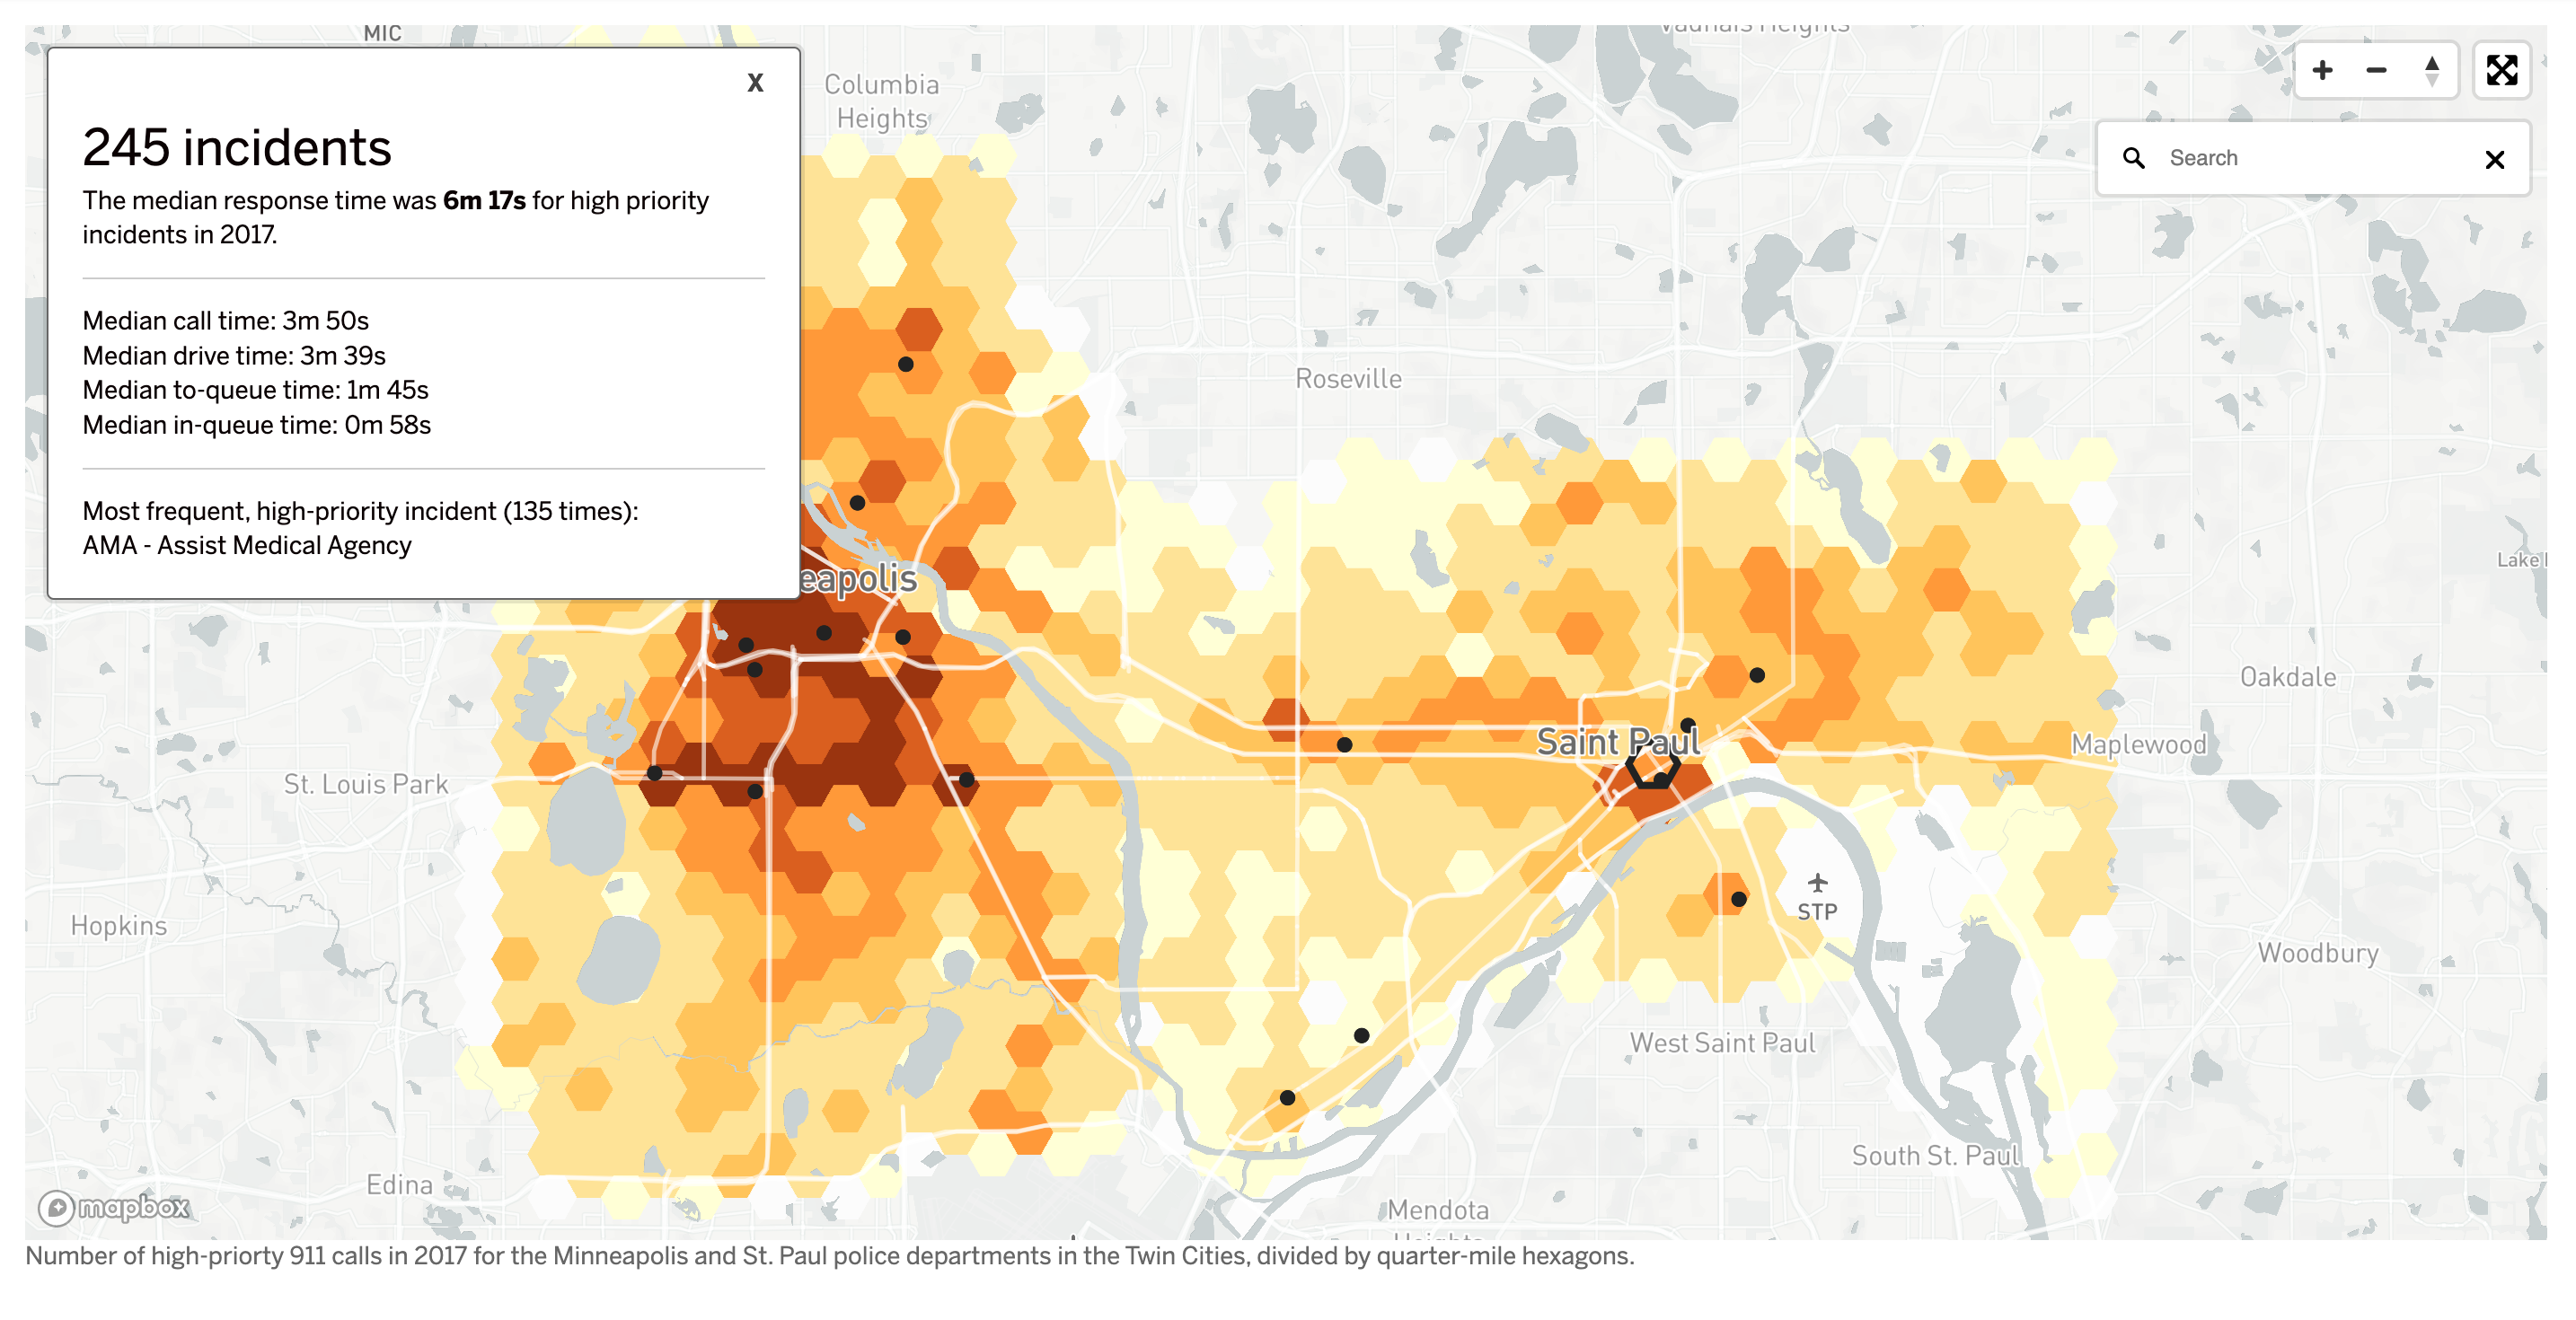 MIC
Vadnais Heights
X
245 incidents
The median response time was 6m 17s for high priority
incidents in 2017.
Median call time: 3m 50s
Median drive time: 3m 39s
Median to-queue time: 1m 45s
Median in-queue time: 0m 58s
Most frequent, high-priority incident (135 times):
AMA - Assist Medical Agency
Columbia
Heights
+ −
Search
Roseville
eapolis
Lake
Oakdale
Saint Paul
Maplewood
St. Louis Park
STP
Hopkins
Woodbury
West Saint Paul
South St. Paul
Edina
mapbox
Mendota
Heights
Number of high-priorty 911 calls in 2017 for the Minneapolis and St. Paul police departments in the Twin Cities, divided by quarter-mile hexagons.